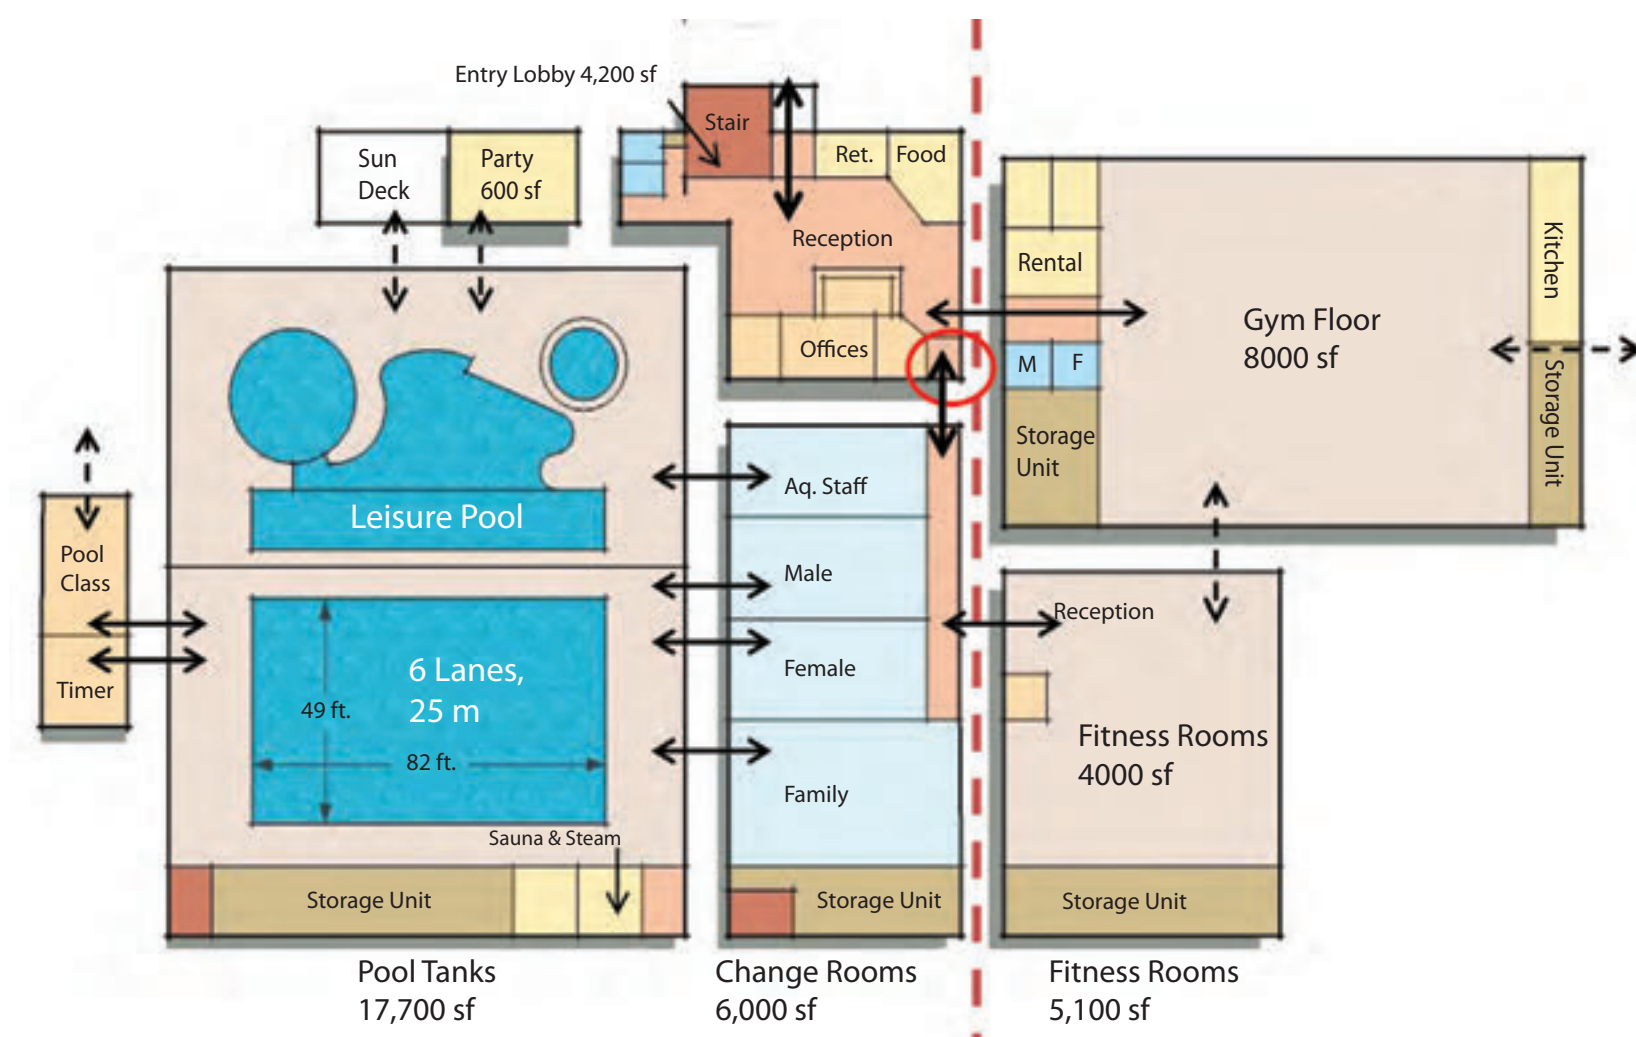 Entry Lobby 4,200 sf
Stair
Sun
Deck
Party
600 sf
Ret.
Food
Reception
Offices
Rental
M
F
Storage
Unit
Gym Floor
8000 sf
Kitchen
Storage Unit
Leisure Pool
Aq. Staff
Male
Female
Family
Pool
Class
Timer
6 Lanes,
25 m
49 ft.
82 ft.
Sauna & Steam
Storage Unit
Storage Unit
Reception
Fitness Rooms
4000 sf
Storage Unit
Pool Tanks
17,700 sf
Change Rooms
6,000 sf
Fitness Rooms
5,100 sf